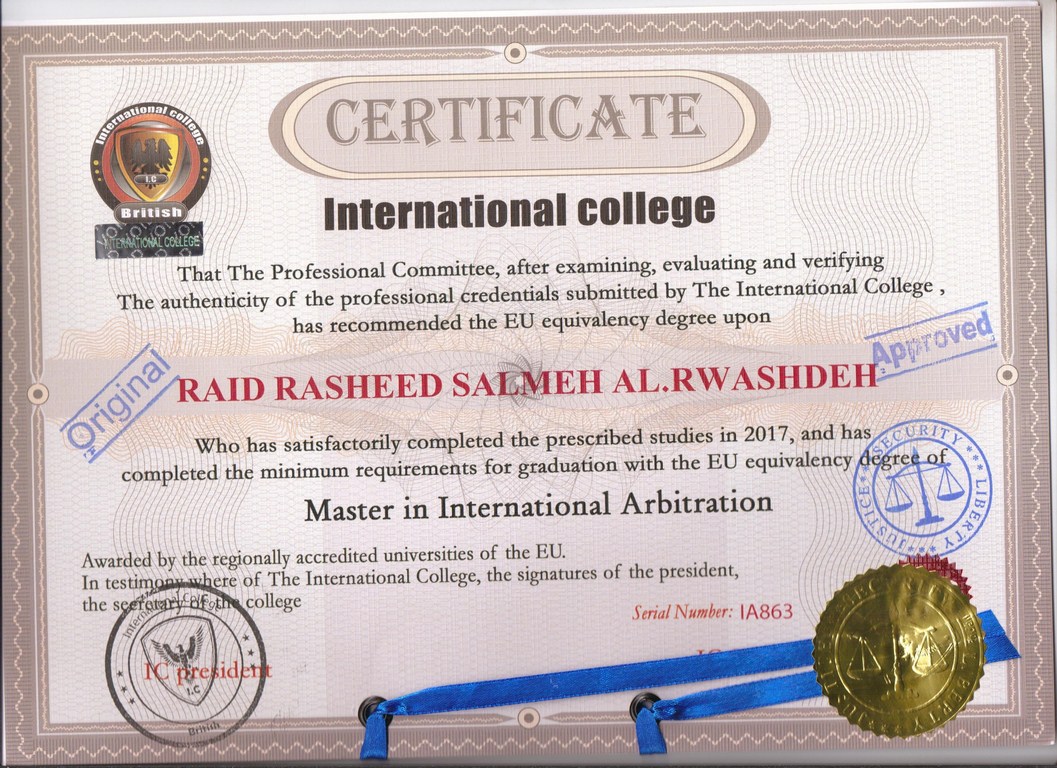 CERTIFICATE
International college
I.C
British
INTERNATIONAL COLLEGE
International college
That The Professional Committee, after examining, evaluating and verifying
The authenticity of the professional credentials submitted by The International College ,
has recommended the EU equivalency degree upon
Approved
Original
RAID RASHEED SALMEH AL.RWASHDEH
Who has satisfactorily completed the prescribed studies in 2017, and has
completed the minimum requirements for graduation with the EU equivalency degree of
SECURITY *** LIBERTY *** JUSTICE ***
Master in International Arbitration
Awarded by the regionally accredited universities of the EU.
In testimony where of The International College, the signatures of the president,
the secretary of the college
Serial Number: IA863
International College
IC president
I.C
British